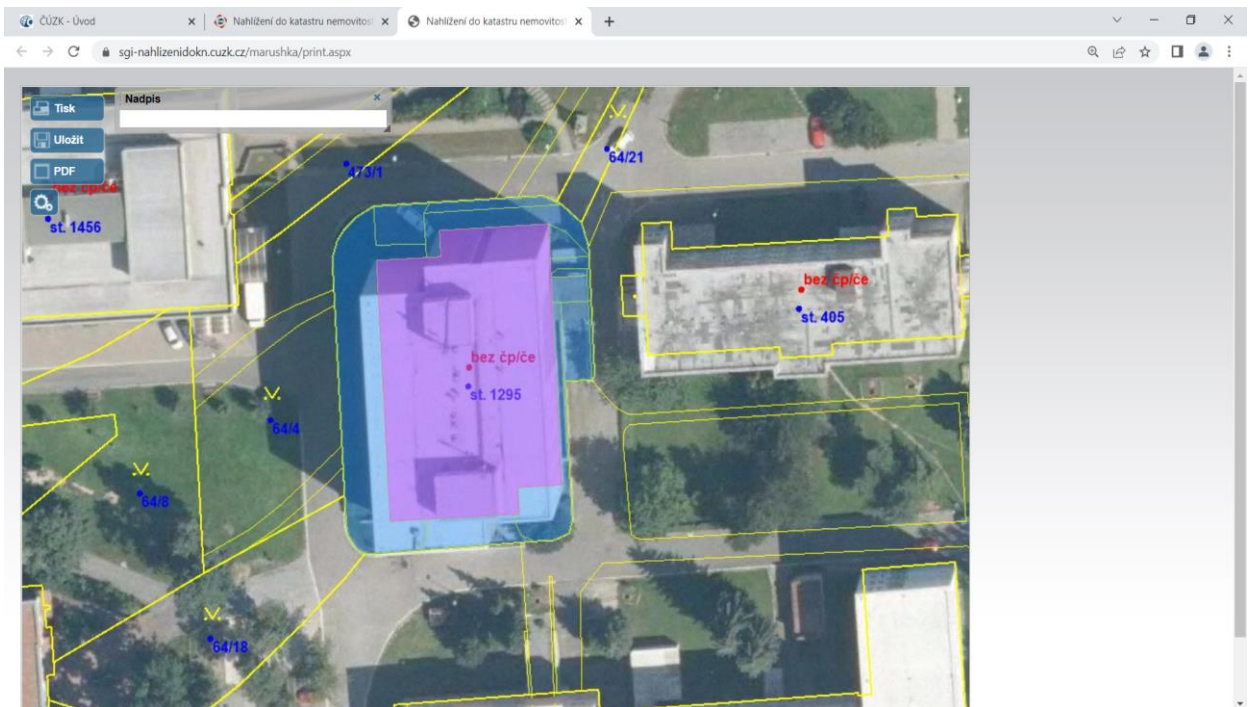 ČÚZK - Úvod
Nahlížení do katastru nemovitost
Nahlížení do katastru nemovitost
sgi-nahlizenidokn.cuzk.cz/marushka/print.aspx
Tisk
Nadpis
Uložit
PDF
bez čp/če
st. 1456
473/1
64/21
bez čp/če
st. 405
bez čp/če
st. 1295
64/4
64/8
64/18